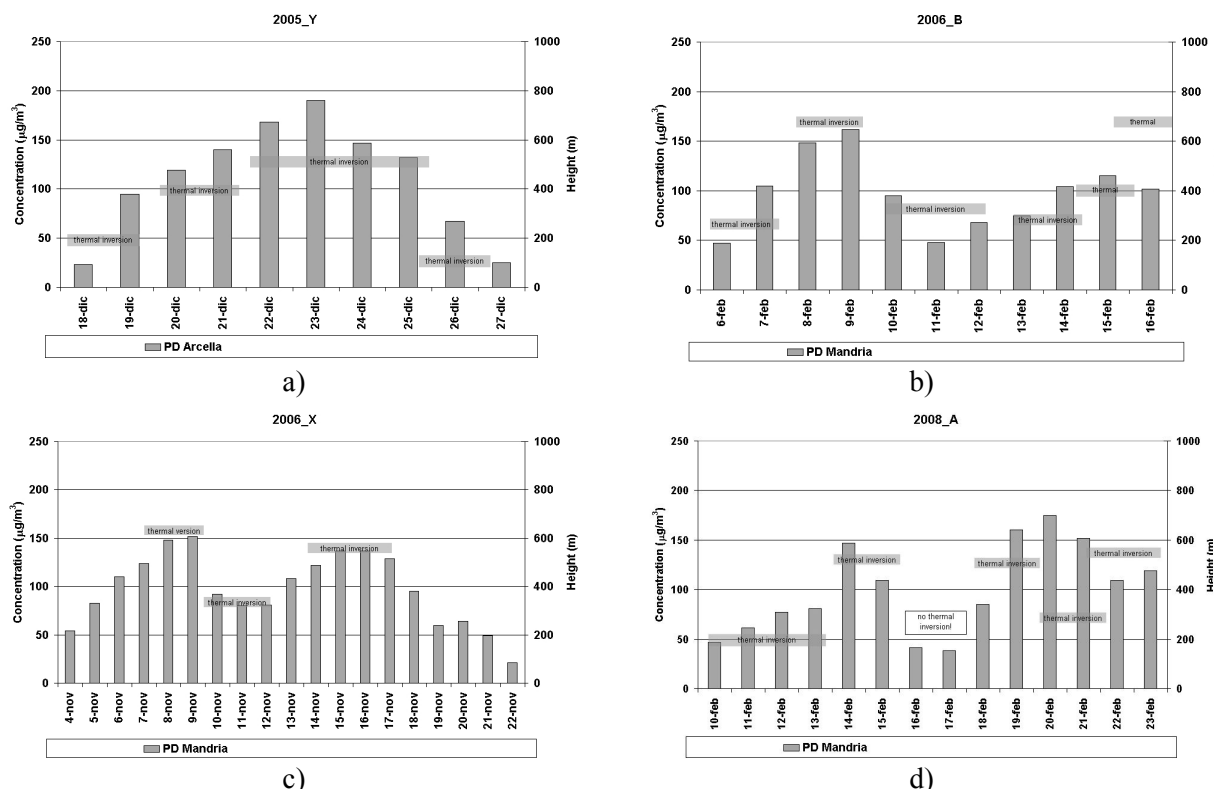 2005_Y
250
200
150
100
50
0
Concentration (µg/m³)
1000
800
600
400
200
0
Height (m)
thermal inversion
thermal inversion
thermal inversion
thermal inversion
18-dic
19-dic
20-dic
21-dic
22-dic
23-dic
24-dic
25-dic
26-dic
27-dic
PD Arcella
a)
2006_B
250
200
150
100
50
0
Concentration (µg/m³)
1000
800
600
400
200
0
Height (m)
thermal inversion
thermal
thermal
thermal inversion
thermal inversion
thermal inversion
6-feb
7-feb
8-feb
9-feb
10-feb
11-feb
12-feb
13-feb
14-feb
15-feb
16-feb
PD Mandria
b)
2006_X
250
200
150
100
50
0
Concentration (µg/m³)
1000
800
600
400
200
0
Height (m)
thermal version
thermal inversion
thermal inversion
4-nov
5-nov
6-nov
7-nov
8-nov
9-nov
10-nov
11-nov
12-nov
13-nov
14-nov
15-nov
16-nov
17-nov
18-nov
19-nov
20-nov
21-nov
22-nov
PD Mandria
c)
2008_A
250
200
150
100
50
0
Concentration (µg/m³)
1000
800
600
400
200
0
Height (m)
thermal inversion
thermal inversion
thermal inversion
no thermal
inversion!
thermal inversion
thermal inversion
10-feb
11-feb
12-feb
13-feb
14-feb
15-feb
16-feb
17-feb
18-feb
19-feb
20-feb
21-feb
22-feb
23-feb
PD Mandria
d)